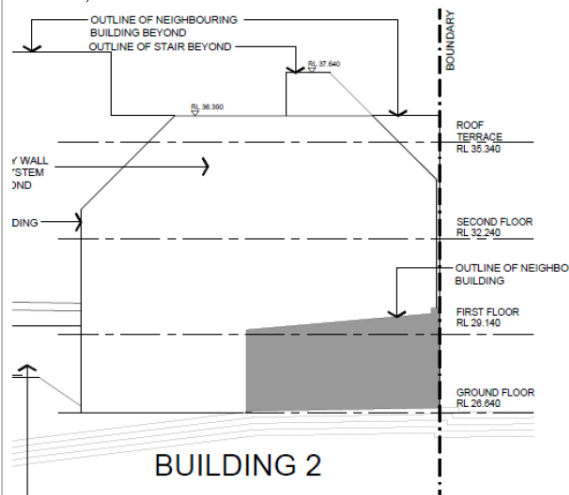 OUTLINE OF NEIGHBOURING
BUILDING BEYOND
OUTLINE OF STAIR BEYOND
BOUNDARY
RL 37.640
RL 36.390
ROOF
TERRACE
RL 35.340
Y WALL
YSTEM
OND
DING
SECOND FLOOR
RL 32.240
OUTLINE OF NEIGHBO
BUILDING
FIRST FLOOR
RL 29.140
GROUND FLOOR
RL 26.640
BUILDING 2